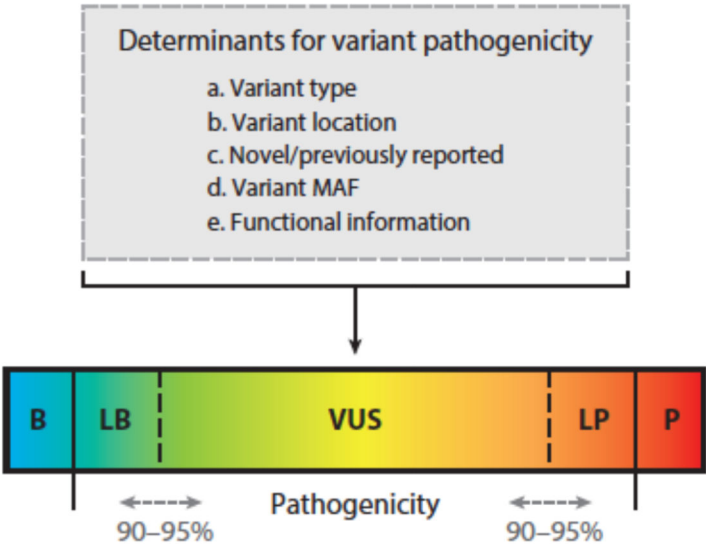 Determinants for variant pathogenicity
a. Variant type
b. Variant location
c. Novel/previously reported
d. Variant MAF
e. Functional information
B LB VUS LP P
Pathogenicity
90–95% 90–95%